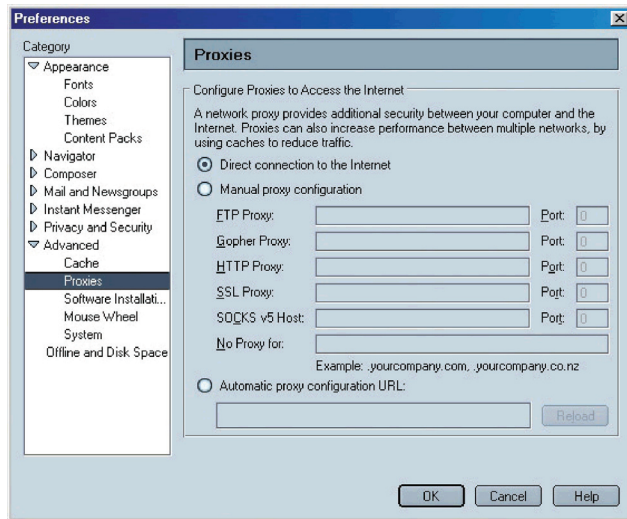 Preferences
Category
Appearance
Fonts
Colors
Themes
Content Packs
Navigator
Composer
Mail and Newsgroups
Instant Messenger
Privacy and Security
Advanced
Cache
Proxies
Software Installati...
Mouse Wheel
System
Offline and Disk Space
Proxies
Configure Proxies to Access the Internet
A network proxy provides additional security between your computer and the
Internet. Proxies can also increase performance between multiple networks, by
using caches to reduce traffic.
Direct connection to the Internet
Manual proxy configuration
FTP Proxy: Port: 0
Gopher Proxy: Port: 0
HTTP Proxy: Port: 0
SSL Proxy: Port: 0
SOCKS v5 Host: Port: 0
No Proxy for:
Example: .yourcompany.com, .yourcompany.co.nz
Automatic proxy configuration URL:
Reload
OK Cancel Help